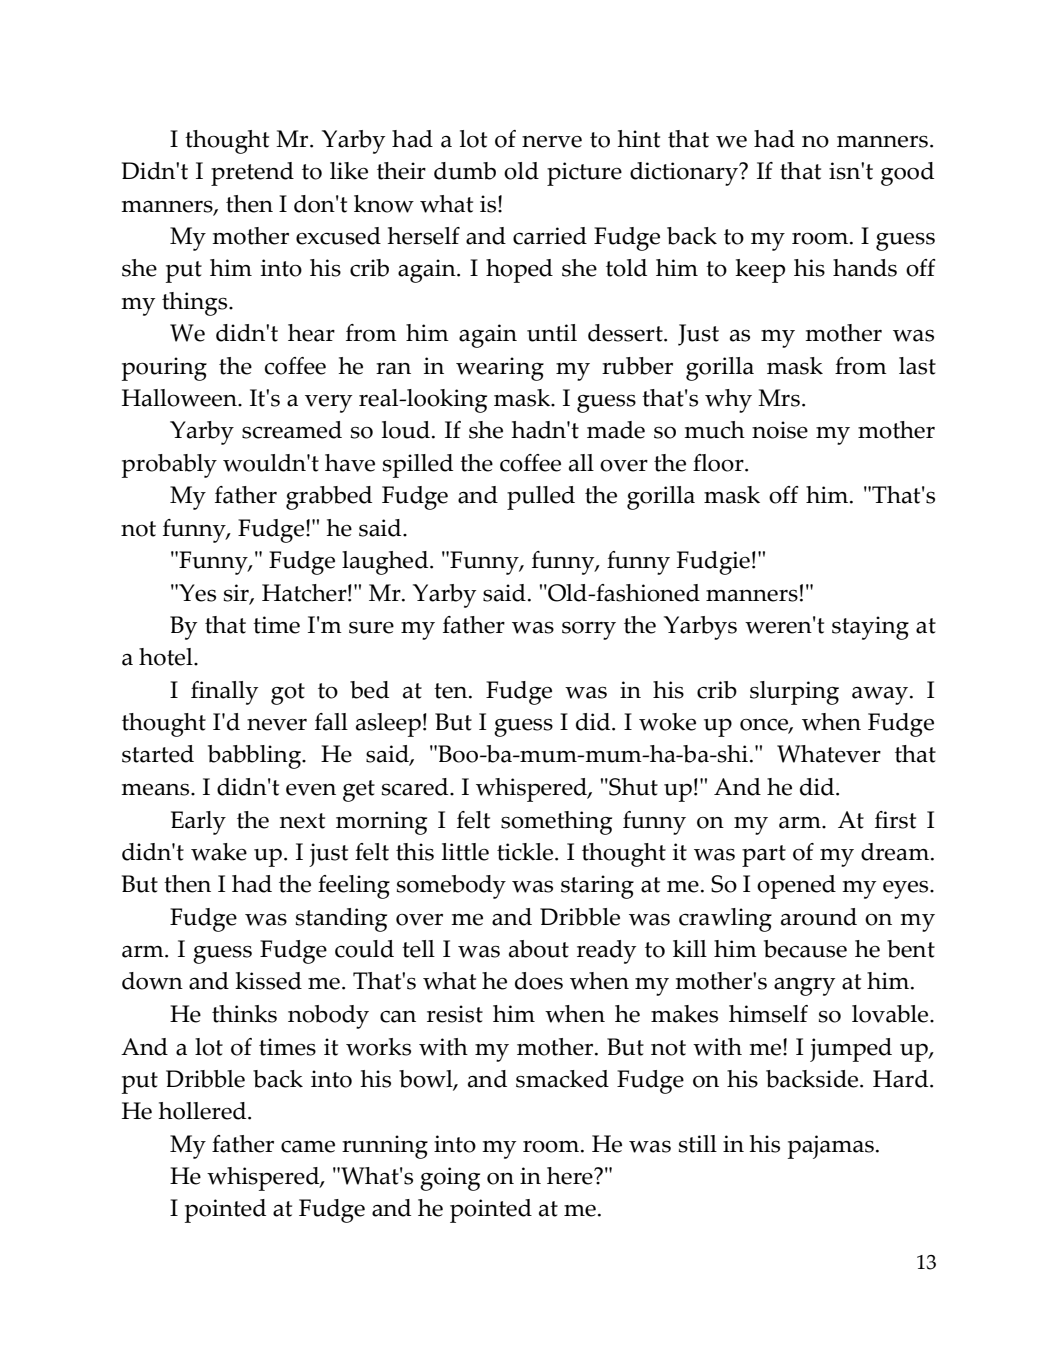 I thought Mr. Yarby had a lot of nerve to hint that we had no manners.
Didn't I pretend to like their dumb old picture dictionary? If that isn't good
manners, then I don't know what is!
My mother excused herself and carried Fudge back to my room. I guess
she put him into his crib again. I hoped she told him to keep his hands off
my things.
We didn't hear from him again until dessert. Just as my mother was
pouring the coffee he ran in wearing my rubber gorilla mask from last
Halloween. It's a very real-looking mask. I guess that's why Mrs.
Yarby screamed so loud. If she hadn't made so much noise my mother
probably wouldn't have spilled the coffee all over the floor.
My father grabbed Fudge and pulled the gorilla mask off him. "That's
not funny, Fudge!" he said.
"Funny," Fudge laughed. "Funny, funny, funny Fudgie!"
"Yes sir, Hatcher!" Mr. Yarby said. "Old-fashioned manners!"
By that time I'm sure my father was sorry the Yarbys weren't staying at
a hotel.
I finally got to bed at ten. Fudge was in his crib slurping away. I
thought I'd never fall asleep! But I guess I did. I woke up once, when Fudge
started babbling. He said, "Boo-ba-mum-mum-ha-ba-shi." Whatever that
means. I didn't even get scared. I whispered, "Shut up!" And he did.
Early the next morning I felt something funny on my arm. At first I
didn't wake up. I just felt this little tickle. I thought it was part of my dream.
But then I had the feeling somebody was staring at me. So I opened my eyes.
Fudge was standing over me and Dribble was crawling around on my
arm. I guess Fudge could tell I was about ready to kill him because he bent
down and kissed me. That's what he does when my mother's angry at him.
He thinks nobody can resist him when he makes himself so lovable.
And a lot of times it works with my mother. But not with me! I jumped up,
put Dribble back into his bowl, and smacked Fudge on his backside. Hard.
He hollered.
My father came running into my room. He was still in his pajamas.
He whispered, "What's going on in here?"
I pointed at Fudge and he pointed at me.
13